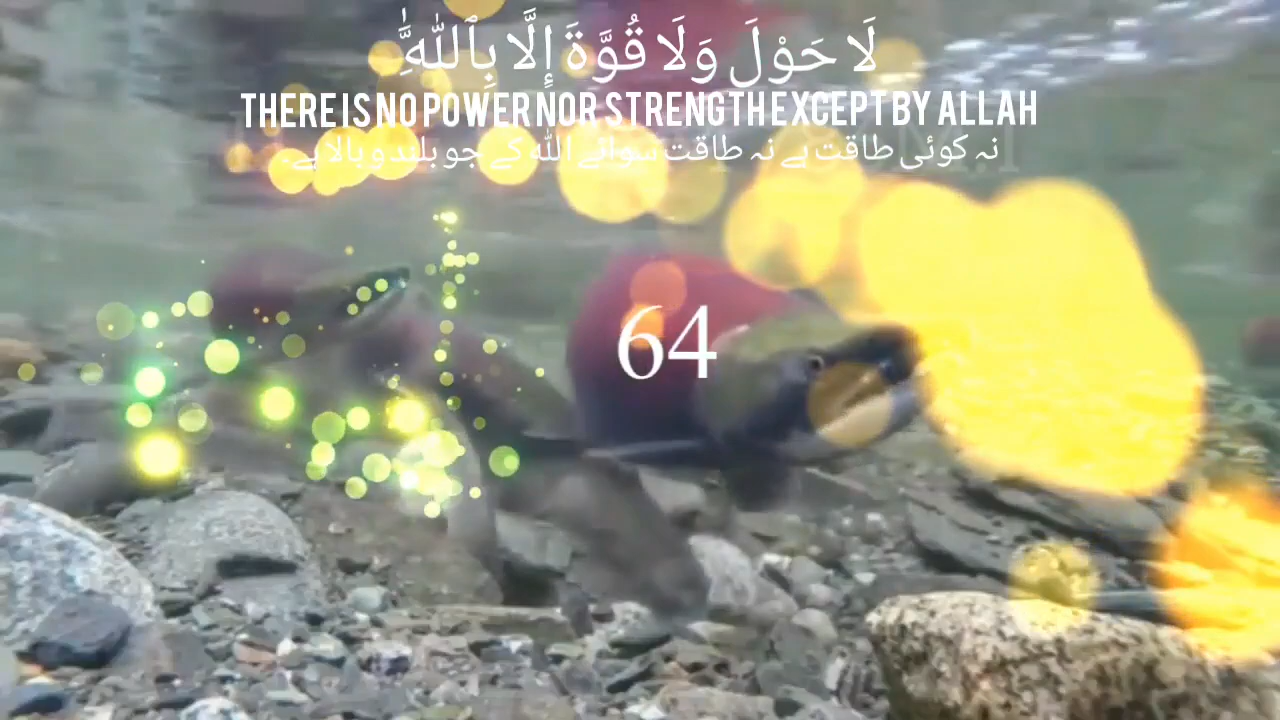 لَا حَوْلَ وَلَا قُوَّةَ إِلَّا بِٱللَّٰهِ
THERE IS NO POWER NOR STRENGTH EXCEPT BY ALLAH
نہ کوئی طاقت ہے نہ طاقت سوائے اللہ کے جو بلند و بالا ہے۔
64